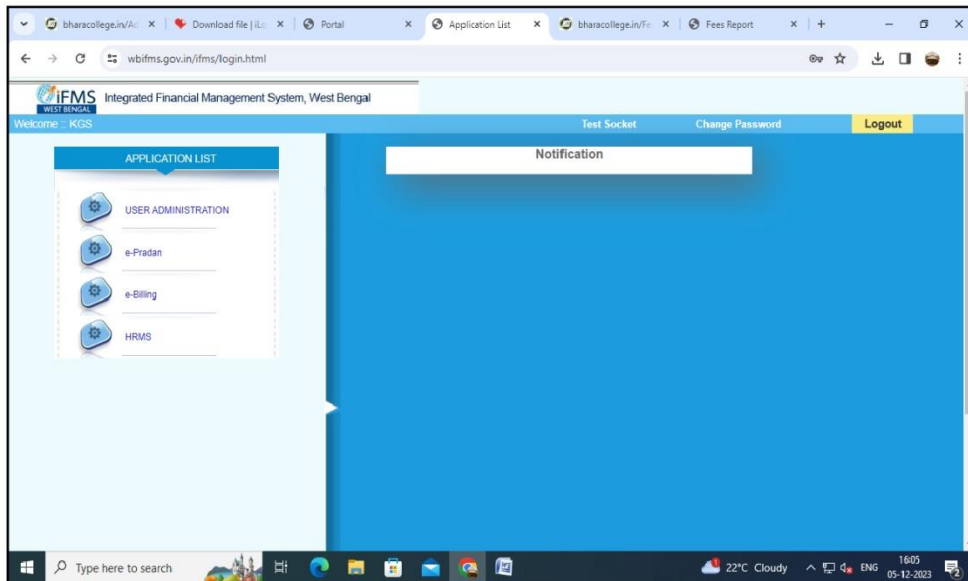 bharacollege.in/Ac
Download file | iLo
Portal
Application List
bharacollege.in/Fe
Fees Report
wbifms.gov.in/ifms/login.html
iFMS Integrated Financial Management System, West Bengal
WEST BENGAL
Welcome :: KGS Test Socket Change Password Logout
APPLICATION LIST
USER ADMINISTRATION
e-Pradan
e-Billing
HRMS
Notification
Type here to search
22°C Cloudy
ENG
16:05
05-12-2023
2